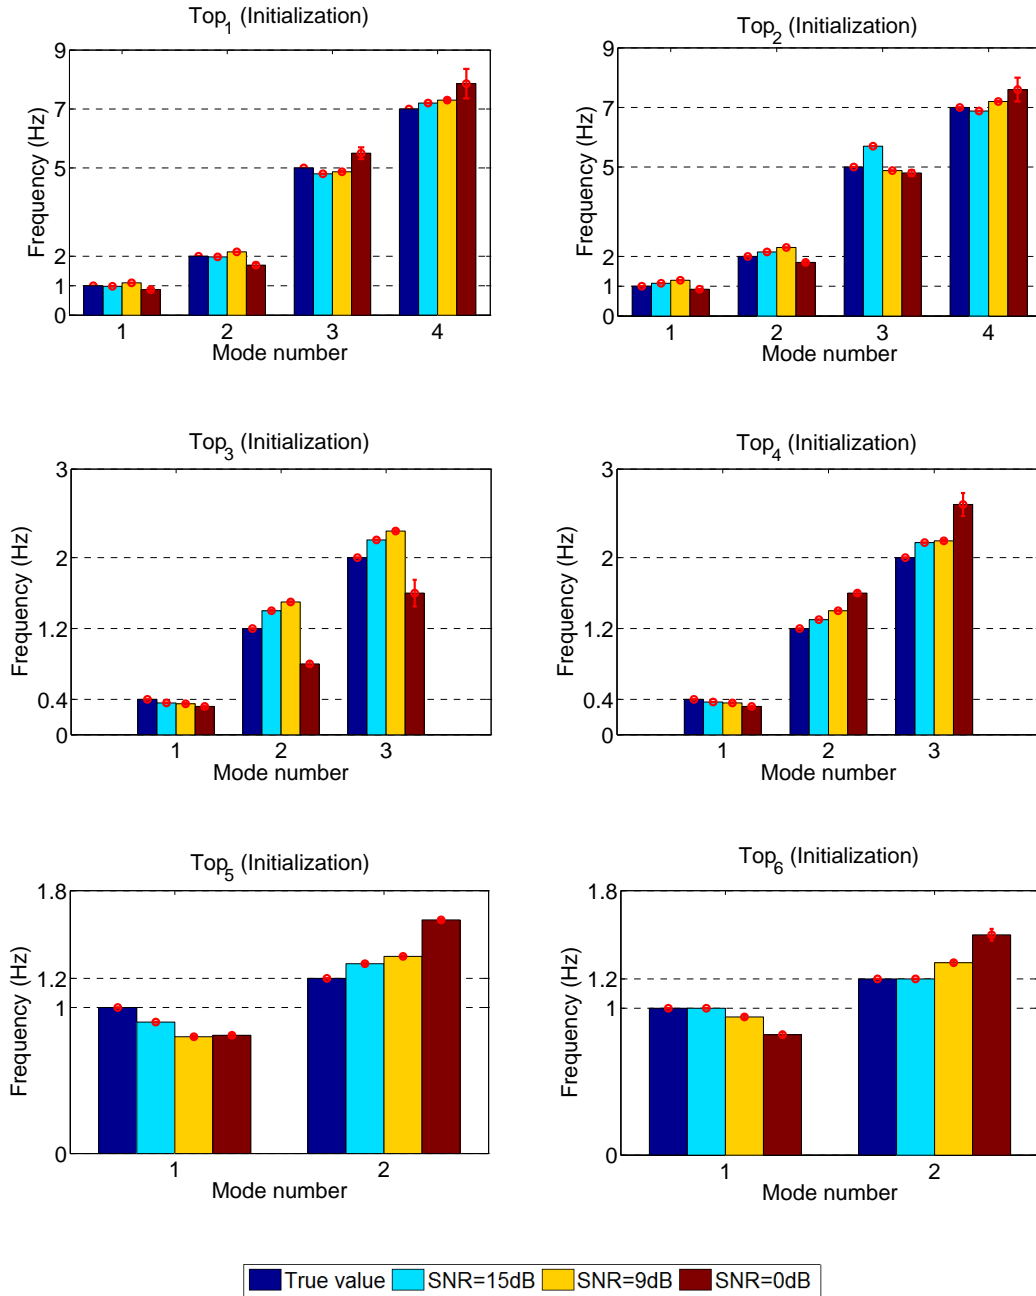 Top1 (Initialization)
9
7
5
2
1
0
Frequency (Hz)
1 2 3 4
Mode number
Top2 (Initialization)
9
7
5
2
1
0
Frequency (Hz)
1 2 3 4
Mode number
Top3 (Initialization)
3
2
1.2
0.4
0
Frequency (Hz)
1 2 3
Mode number
Top4 (Initialization)
3
2
1.2
0.4
0
Frequency (Hz)
1 2 3
Mode number
Top5 (Initialization)
1.8
1.2
1
0
Frequency (Hz)
1 2
Mode number
Top6 (Initialization)
1.8
1.2
1
0
Frequency (Hz)
1 2
Mode number
True value SNR=15dB SNR=9dB SNR=0dB